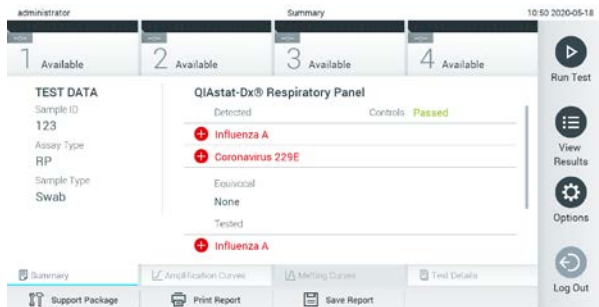 administrator Summary 10:50 2020-05-18
1 Available 2 Available 3 Available 4 Available
Run Test
TEST DATA
Sample ID
123
Assay Type
RP
Sample Type
Swab
QIAstat-Dx® Respiratory Panel
Detected Controls Passed
Influenza A
Coronavirus 229E
Equivocal
None
Tested
Influenza A
View
Results
Options
Log Out
Summary Amplification Curves Melting Curves Test Details
Support Package Print Report Save Report